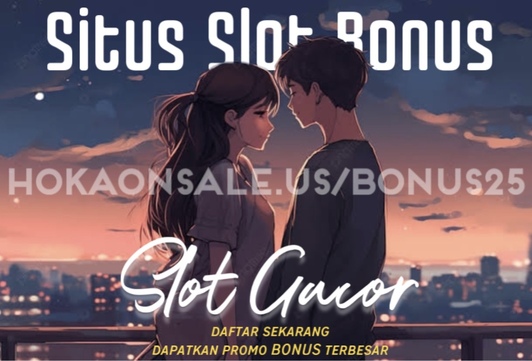 Situs Slot Bonus
HOKAONSALE.US/BONUS25
Slot Gacor
DAFTAR SEKARANG
DAPATKAN PROMO BONUS TERBESAR